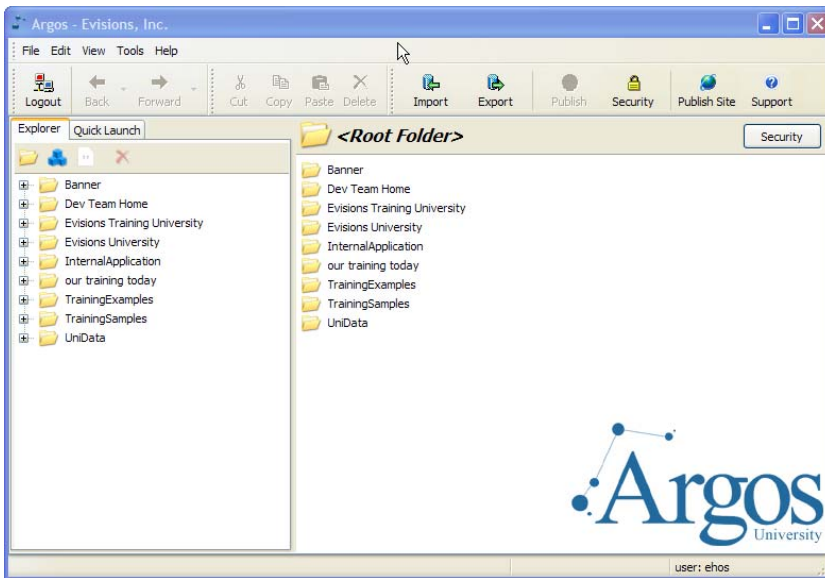 Argos - Evisions, Inc.
File Edit View Tools Help
Logout Back Forward Cut Copy Paste Delete Import Export Publish Security Publish Site Support
Explorer Quick Launch
<Root Folder> Security
Banner
Dev Team Home
Evisions Training University
Evisions University
InternalApplication
our training today
TrainingExamples
TrainingSamples
UniData
Banner
Dev Team Home
Evisions Training University
Evisions University
InternalApplication
our training today
TrainingExamples
TrainingSamples
UniData
Argos
University
user: ehos